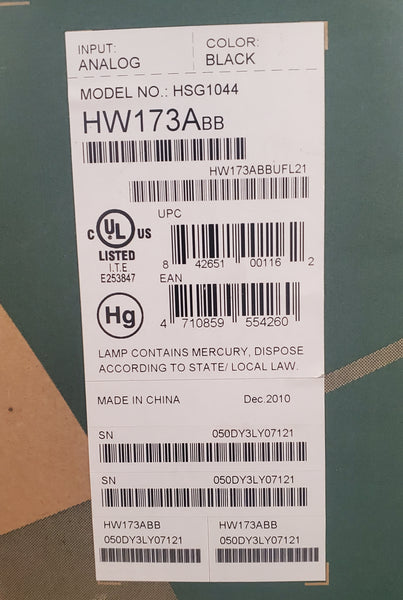 INPUT: COLOR:
ANALOG BLACK
MODEL NO.: HSG1044
HW173ABB
HW173ABBUFL21
UPC
8 42651 00116 2
C UL US
LISTED
I.T.E.
E253847
EAN
4 710859 554260
Hg
LAMP CONTAINS MERCURY, DISPOSE
ACCORDING TO STATE/ LOCAL LAW.
MADE IN CHINA Dec.2010
SN 050DY3LY07121
SN 050DY3LY07121
HW173ABB HW173ABB
050DY3LY07121 050DY3LY07121